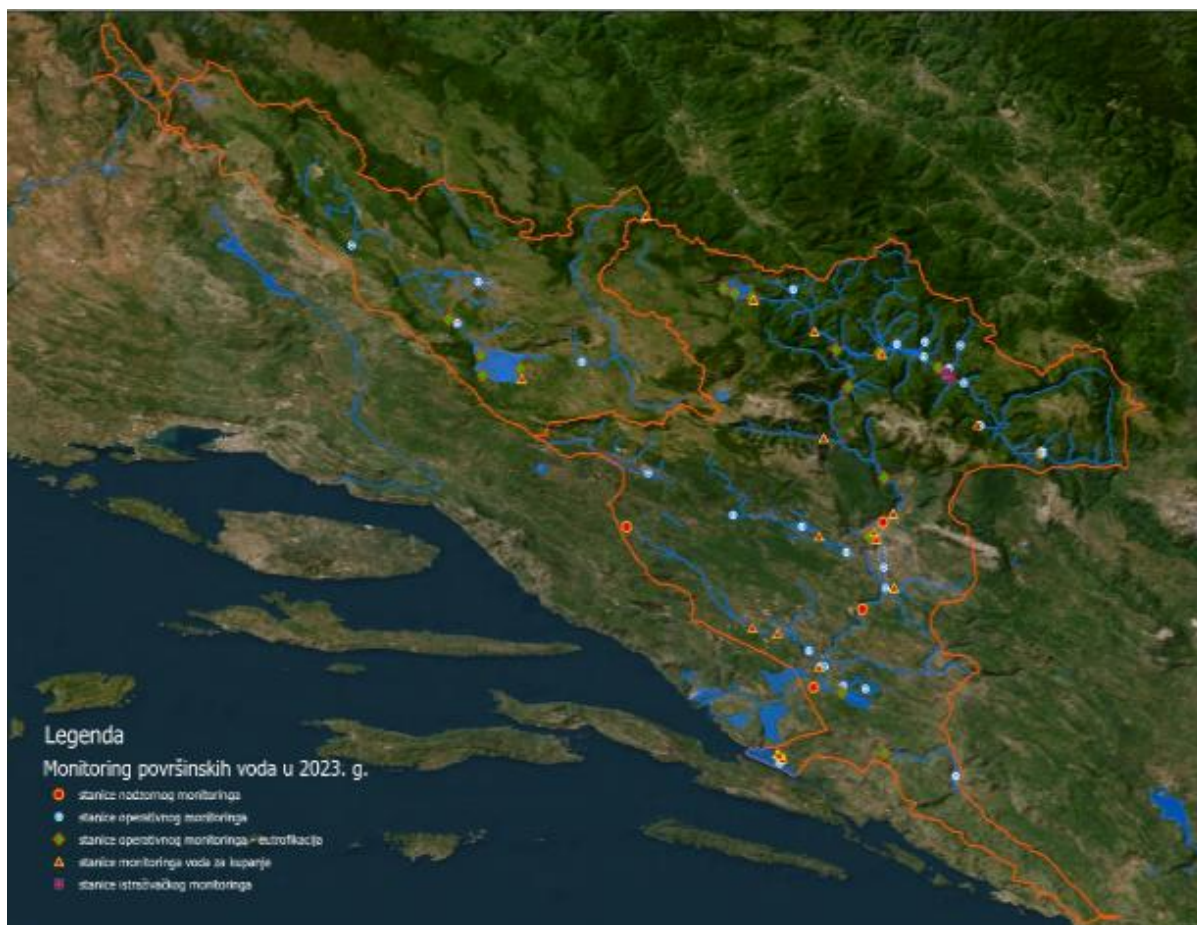 Legenda
Monitoring površinskih voda u 2023. g.
stanice nadzornog monitoringa
stanice operativnog monitoringa
stanice operativnog monitoringa - eutrofikacija
stanice monitoringa voda za kupanje
stanice istraživačkog monitoringa